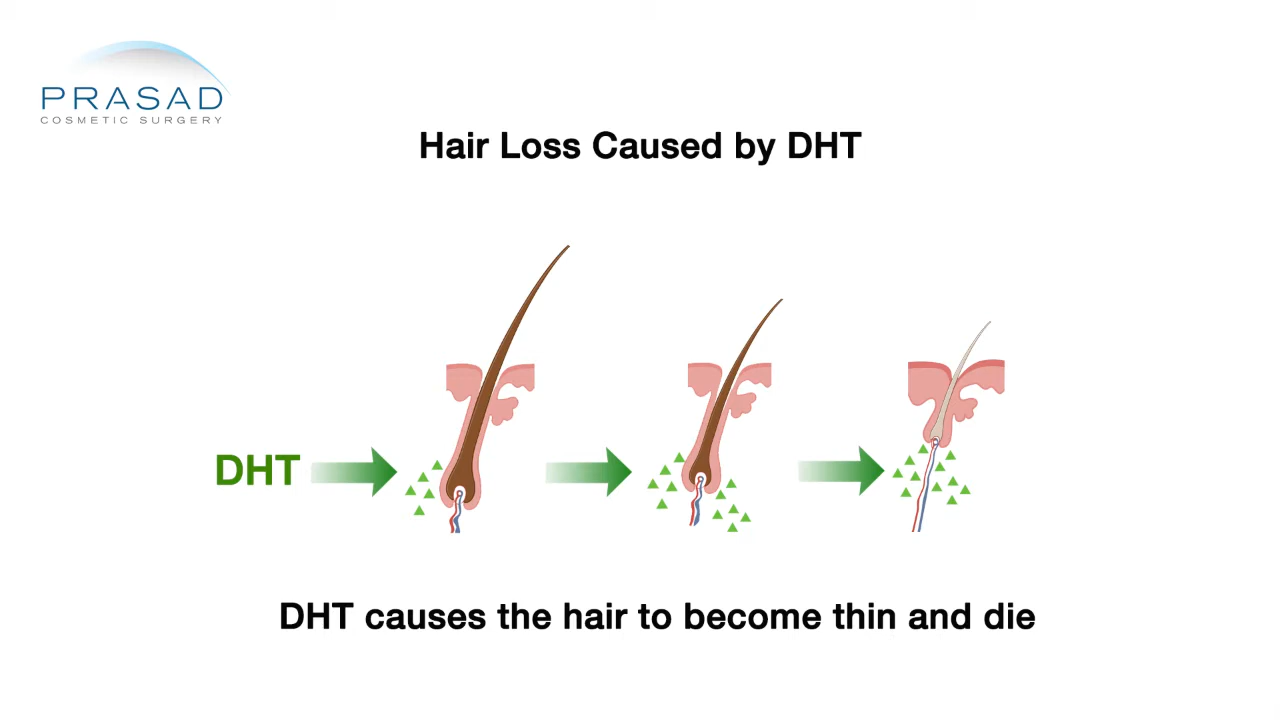 PRASAD
COSMETIC SURGERY
Hair Loss Caused by DHT
DHT
DHT causes the hair to become thin and die